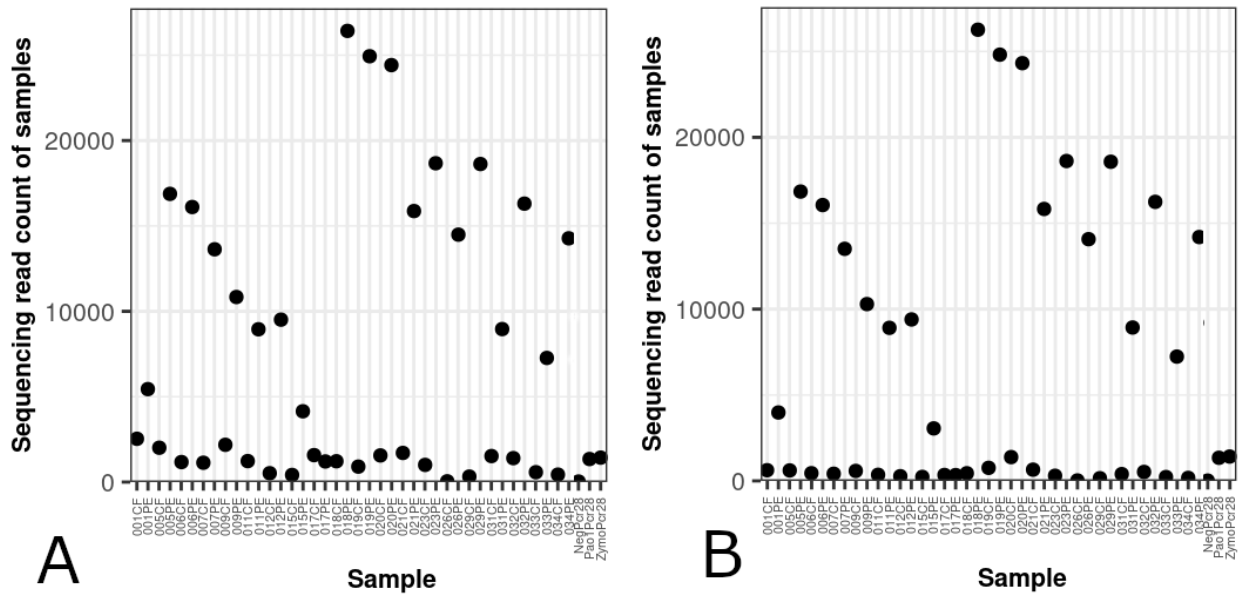 Sequencing read count of samples
20000
10000
0
001CF
001PF
005CF
005PF
006CF
006PF
007CF
007PF
009CF
009PF
011CF
011PF
012CF
012PF
015CF
015PF
017CF
017PF
018CF
018PF
019CF
019PF
020CF
020PF
021CF
021PF
023CF
023PF
026CF
026PF
029CF
029PF
031CF
031PF
032CF
032PF
033CF
033PF
034CF
034PF
NegPcr28
Pao1Pcr28
ZymoPcr28
Sample
A
Sequencing read count of samples
20000
10000
0
001CF
001PF
005CF
005PF
006CF
006PF
007CF
007PF
009CF
009PF
011CF
011PF
012CF
012PF
015CF
015PF
017CF
017PF
018CF
018PF
019CF
019PF
020CF
020PF
021CF
021PF
023CF
023PF
026CF
026PF
029CF
029PF
031CF
031PF
032CF
032PF
033CF
033PF
034CF
034PF
NegPcr28
Pao1Pcr28
ZymoPcr28
Sample
B